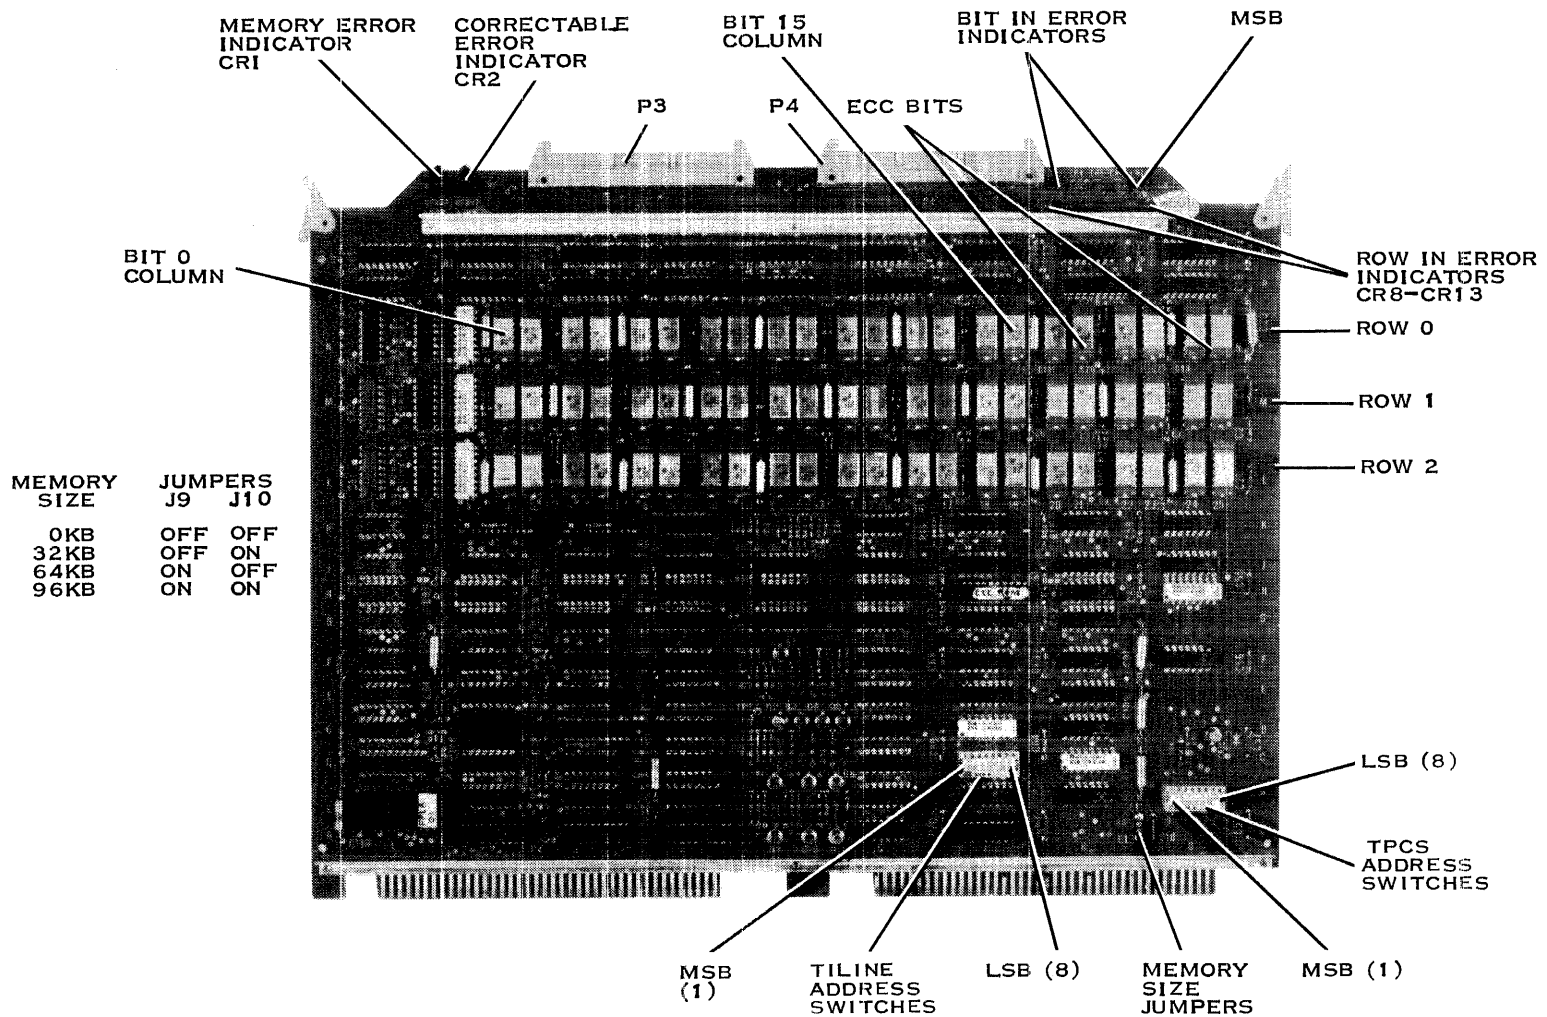 MEMORY ERROR
INDICATOR
CR1
CORRECTABLE
ERROR
INDICATOR
CR2
BIT 15
COLUMN
BIT IN ERROR
INDICATORS
MSB
P3
P4
ECC BITS
BIT 0
COLUMN
ROW IN ERROR
INDICATORS
CR8-CR13
ROW 0
ROW 1
ROW 2
MEMORY JUMPERS
SIZE J9 J10
0KB OFF OFF
32KB OFF ON
64KB ON OFF
96KB ON ON
LSB (8)
TPCS
ADDRESS
SWITCHES
MSB
(1)
TILINE
ADDRESS
SWITCHES
LSB (8)
MEMORY
SIZE
JUMPERS
MSB (1)